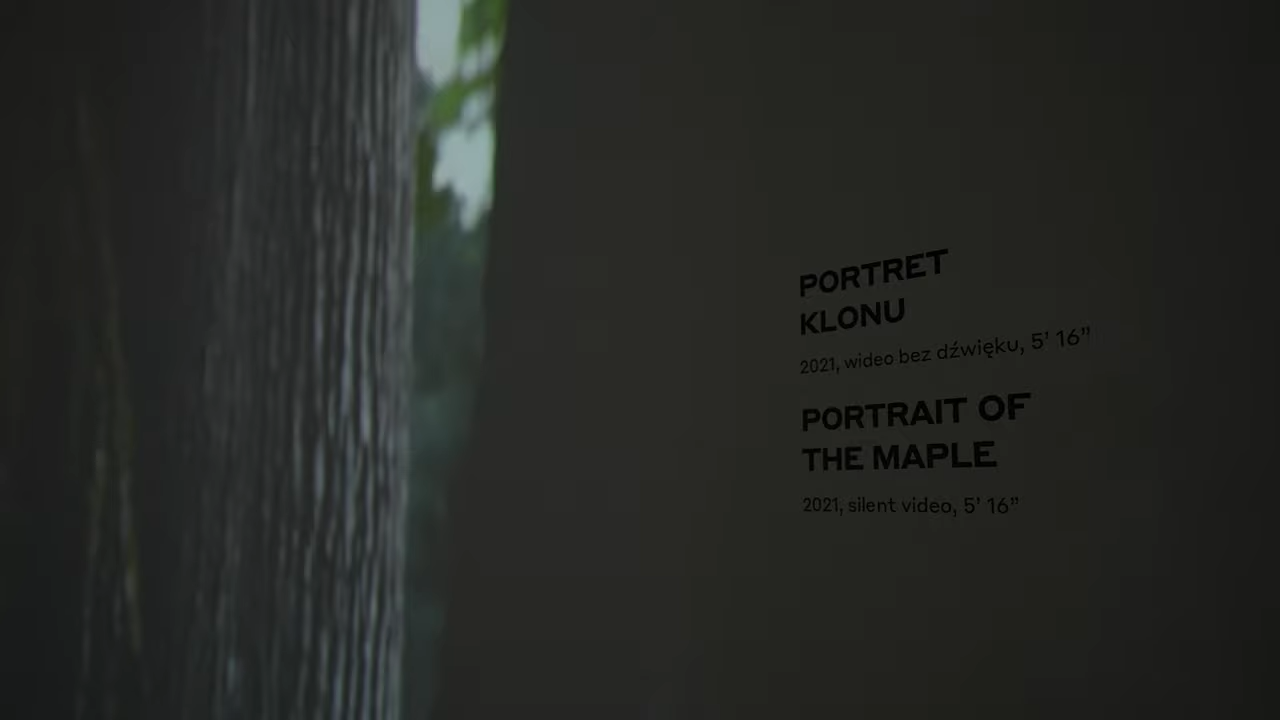 PORTRET
KLONU
2021, wideo bez dźwięku, 5’ 16”
PORTRAIT OF
THE MAPLE
2021, silent video, 5’ 16”